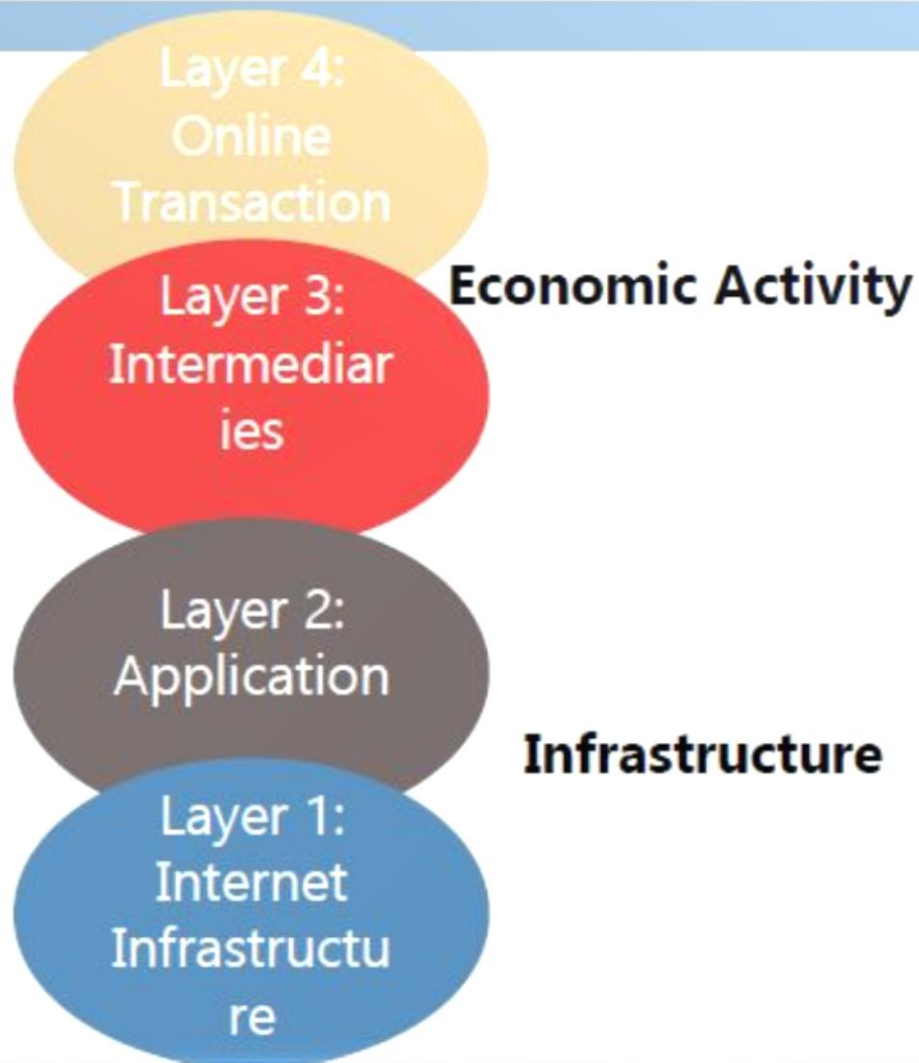 Layer 4:
Online
Transaction
Economic Activity
Layer 3:
Intermediar
ies
Layer 2:
Application
Infrastructure
Layer 1:
Internet
Infrastructu
re